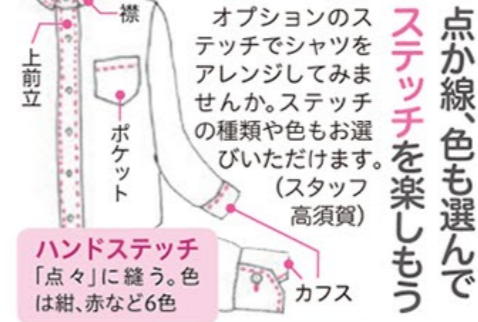 点か線、色も選んで
ステッチを楽しもう
オプションのス
テッチでシャツを
アレンジしてみま
せんか。ステッチ
の種類や色もお選
びいただけます。
(スタッフ
高須賀)
襟
上前立
ポケット
カフス
ハンドステッチ
「点々」に縫う。色
は紺、赤など6色